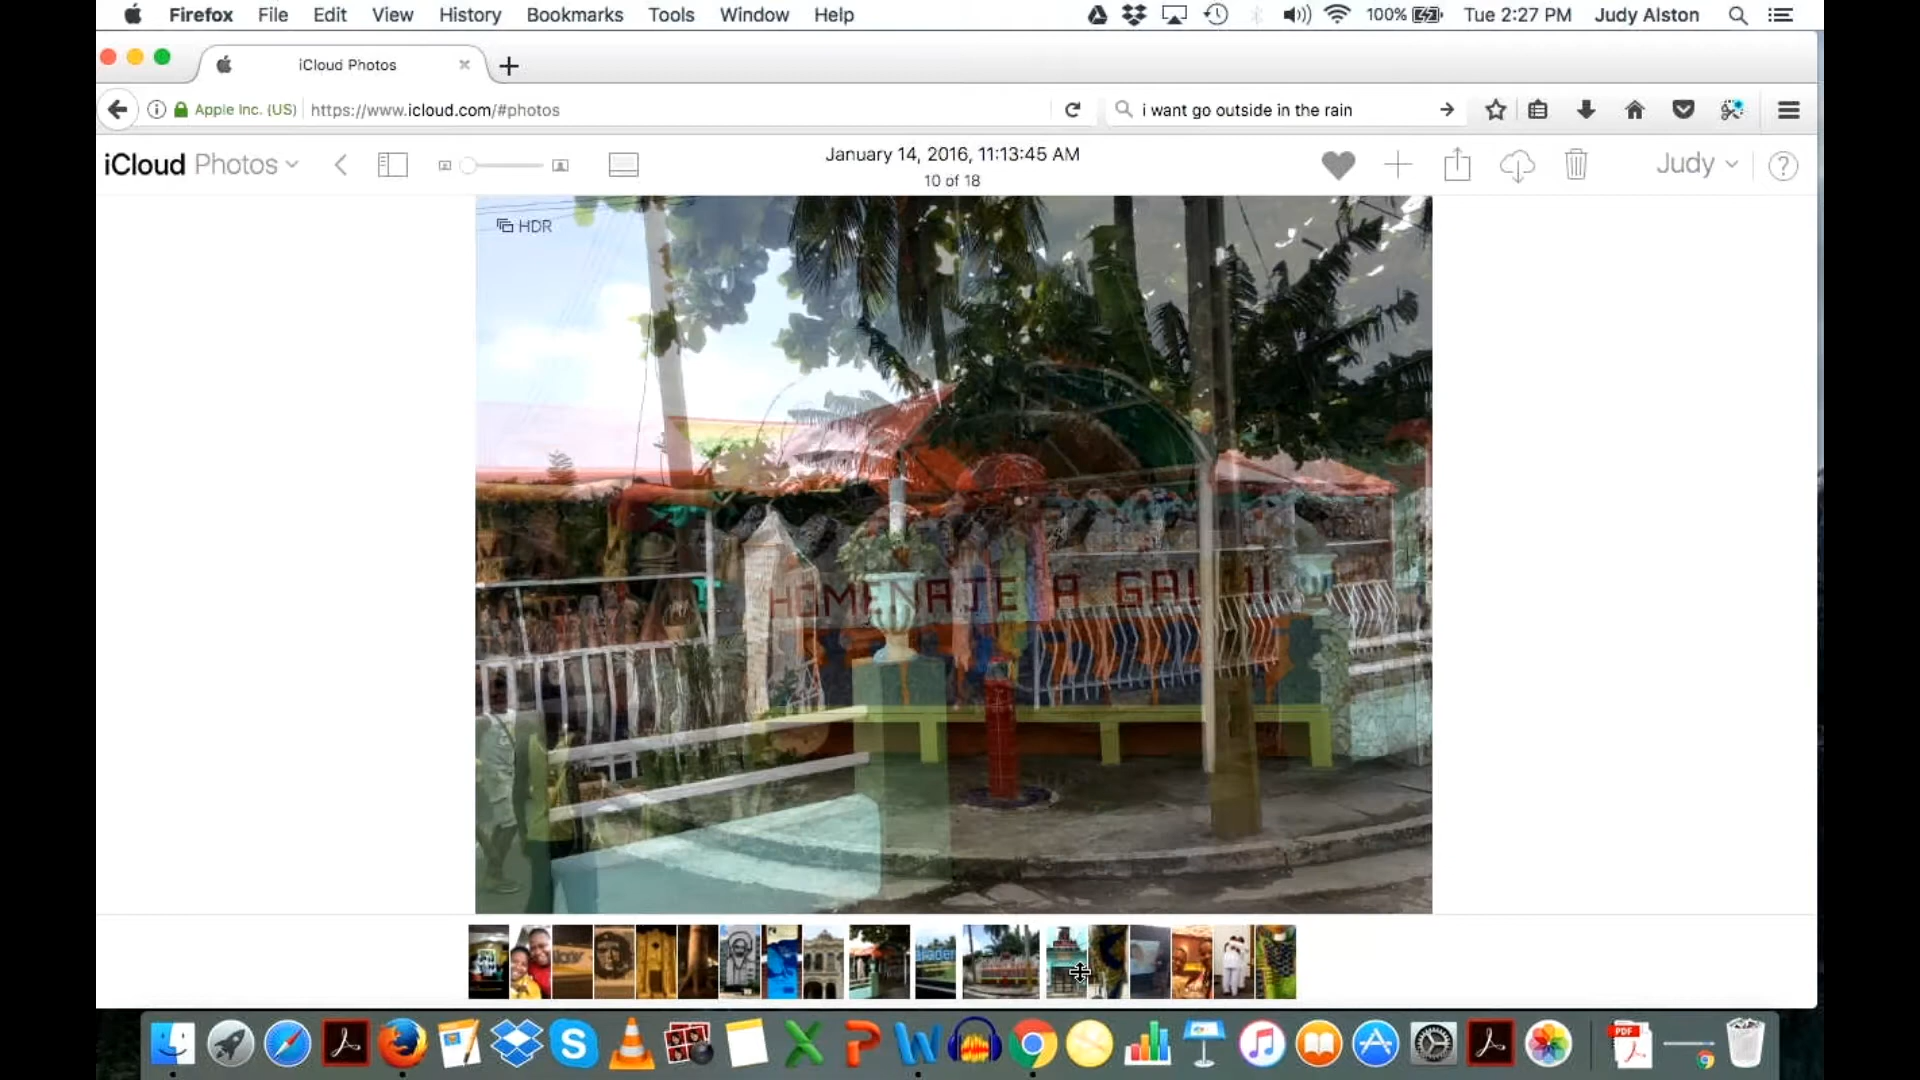 Firefox File Edit View History Bookmarks Tools Window Help 100% Tue 2:27 PM Judy Alston
iCloud Photos
Apple Inc. (US) https://www.icloud.com/#photos i want go outside in the rain
iCloud Photos January 14, 2016, 11:13:45 AM Judy
10 of 18
HDR
HOMENAJE A
PDF